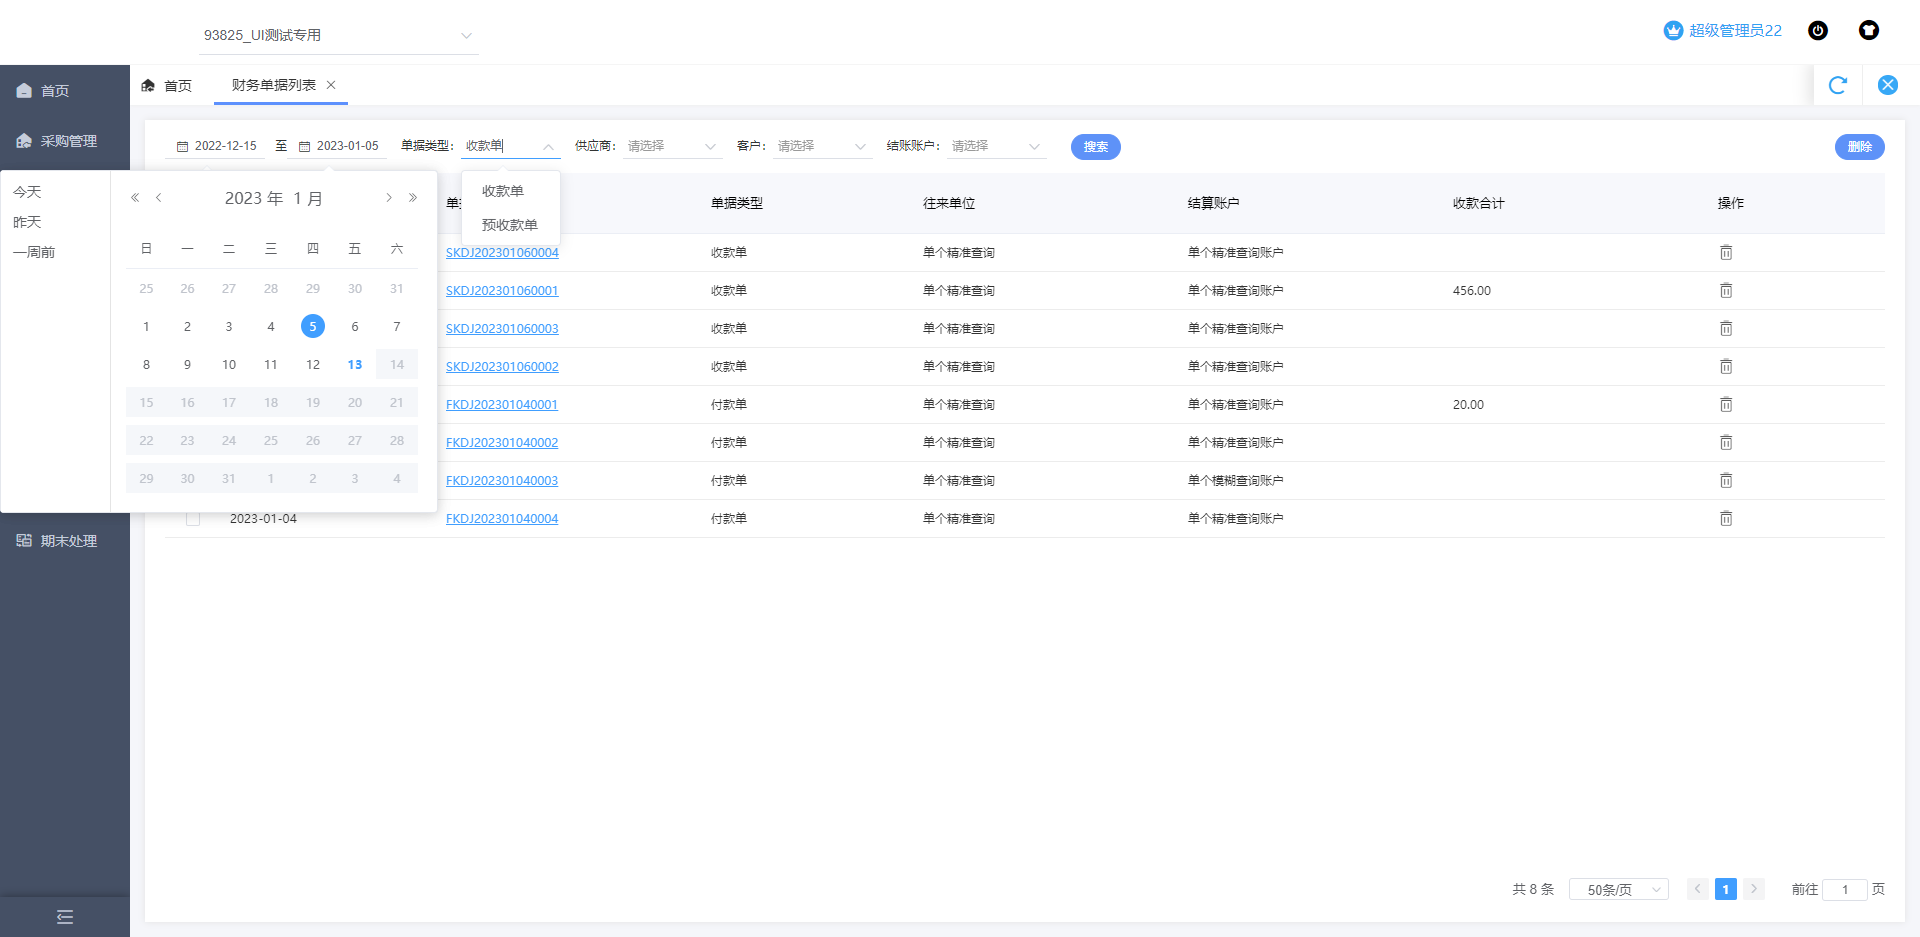 93825_UI测试专用
超级管理员22
首页
采购管理
期末处理
首页
财务单据列表
2022-12-15 至 2023-01-05 单据类型: 收款单 供应商: 请选择 客户: 请选择 结账账户: 请选择 搜索 删除
今天
昨天
一周前
2023 年 1 月
日 一 二 三 四 五 六
25 26 27 28 29 30 31
1 2 3 4 5 6 7
8 9 10 11 12 13 14
15 16 17 18 19 20 21
22 23 24 25 26 27 28
29 30 31 1 2 3 4
收款单
预收款单
单 单据类型 往来单位 结算账户 收款合计 操作
SKDJ202301060004 收款单 单个精准查询 单个精准查询账户
SKDJ202301060001 收款单 单个精准查询 单个精准查询账户 456.00
SKDJ202301060003 收款单 单个精准查询 单个精准查询账户
SKDJ202301060002 收款单 单个精准查询 单个精准查询账户
FKDJ202301040001 付款单 单个精准查询 单个精准查询账户 20.00
FKDJ202301040002 付款单 单个精准查询 单个精准查询账户
FKDJ202301040003 付款单 单个精准查询 单个模糊查询账户
2023-01-04 FKDJ202301040004 付款单 单个精准查询 单个精准查询账户
共 8 条 50条/页 1 前往 1 页